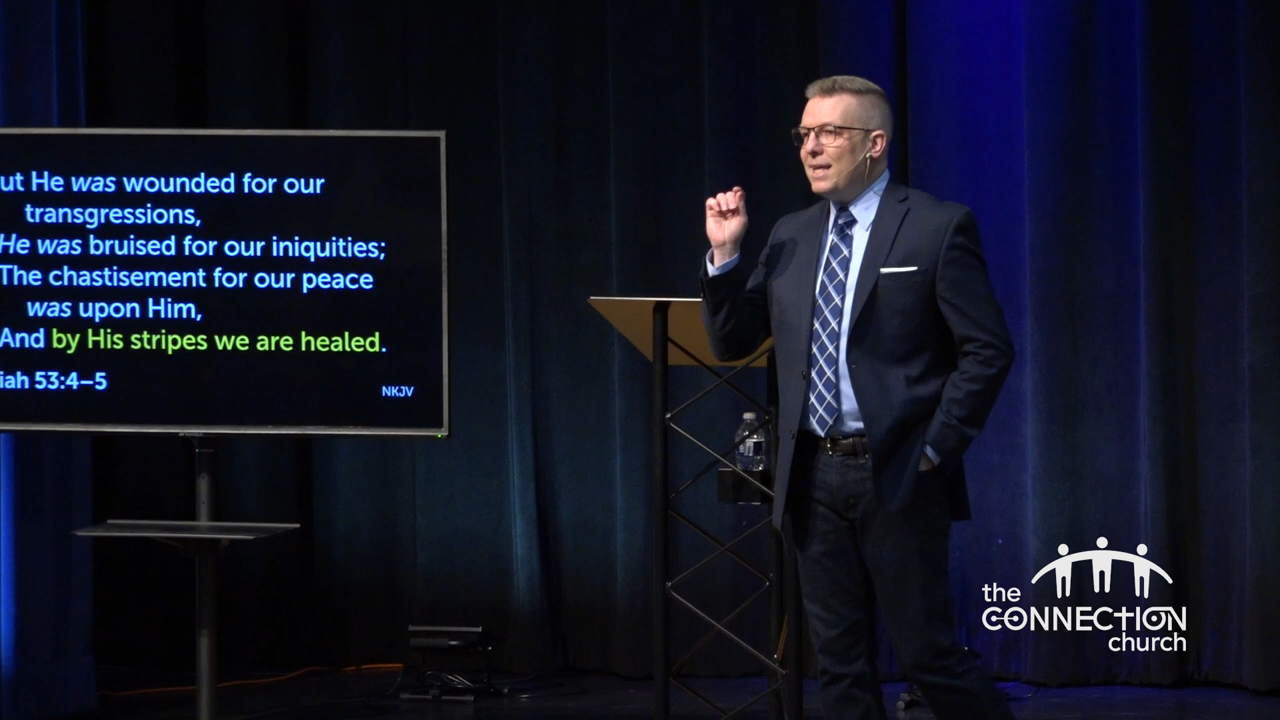 ut He was wounded for our
transgressions,
He was bruised for our iniquities;
The chastisement for our peace
was upon Him,
And by His stripes we are healed.
iah 53:4–5
NKJV
the
CONNECTION
church